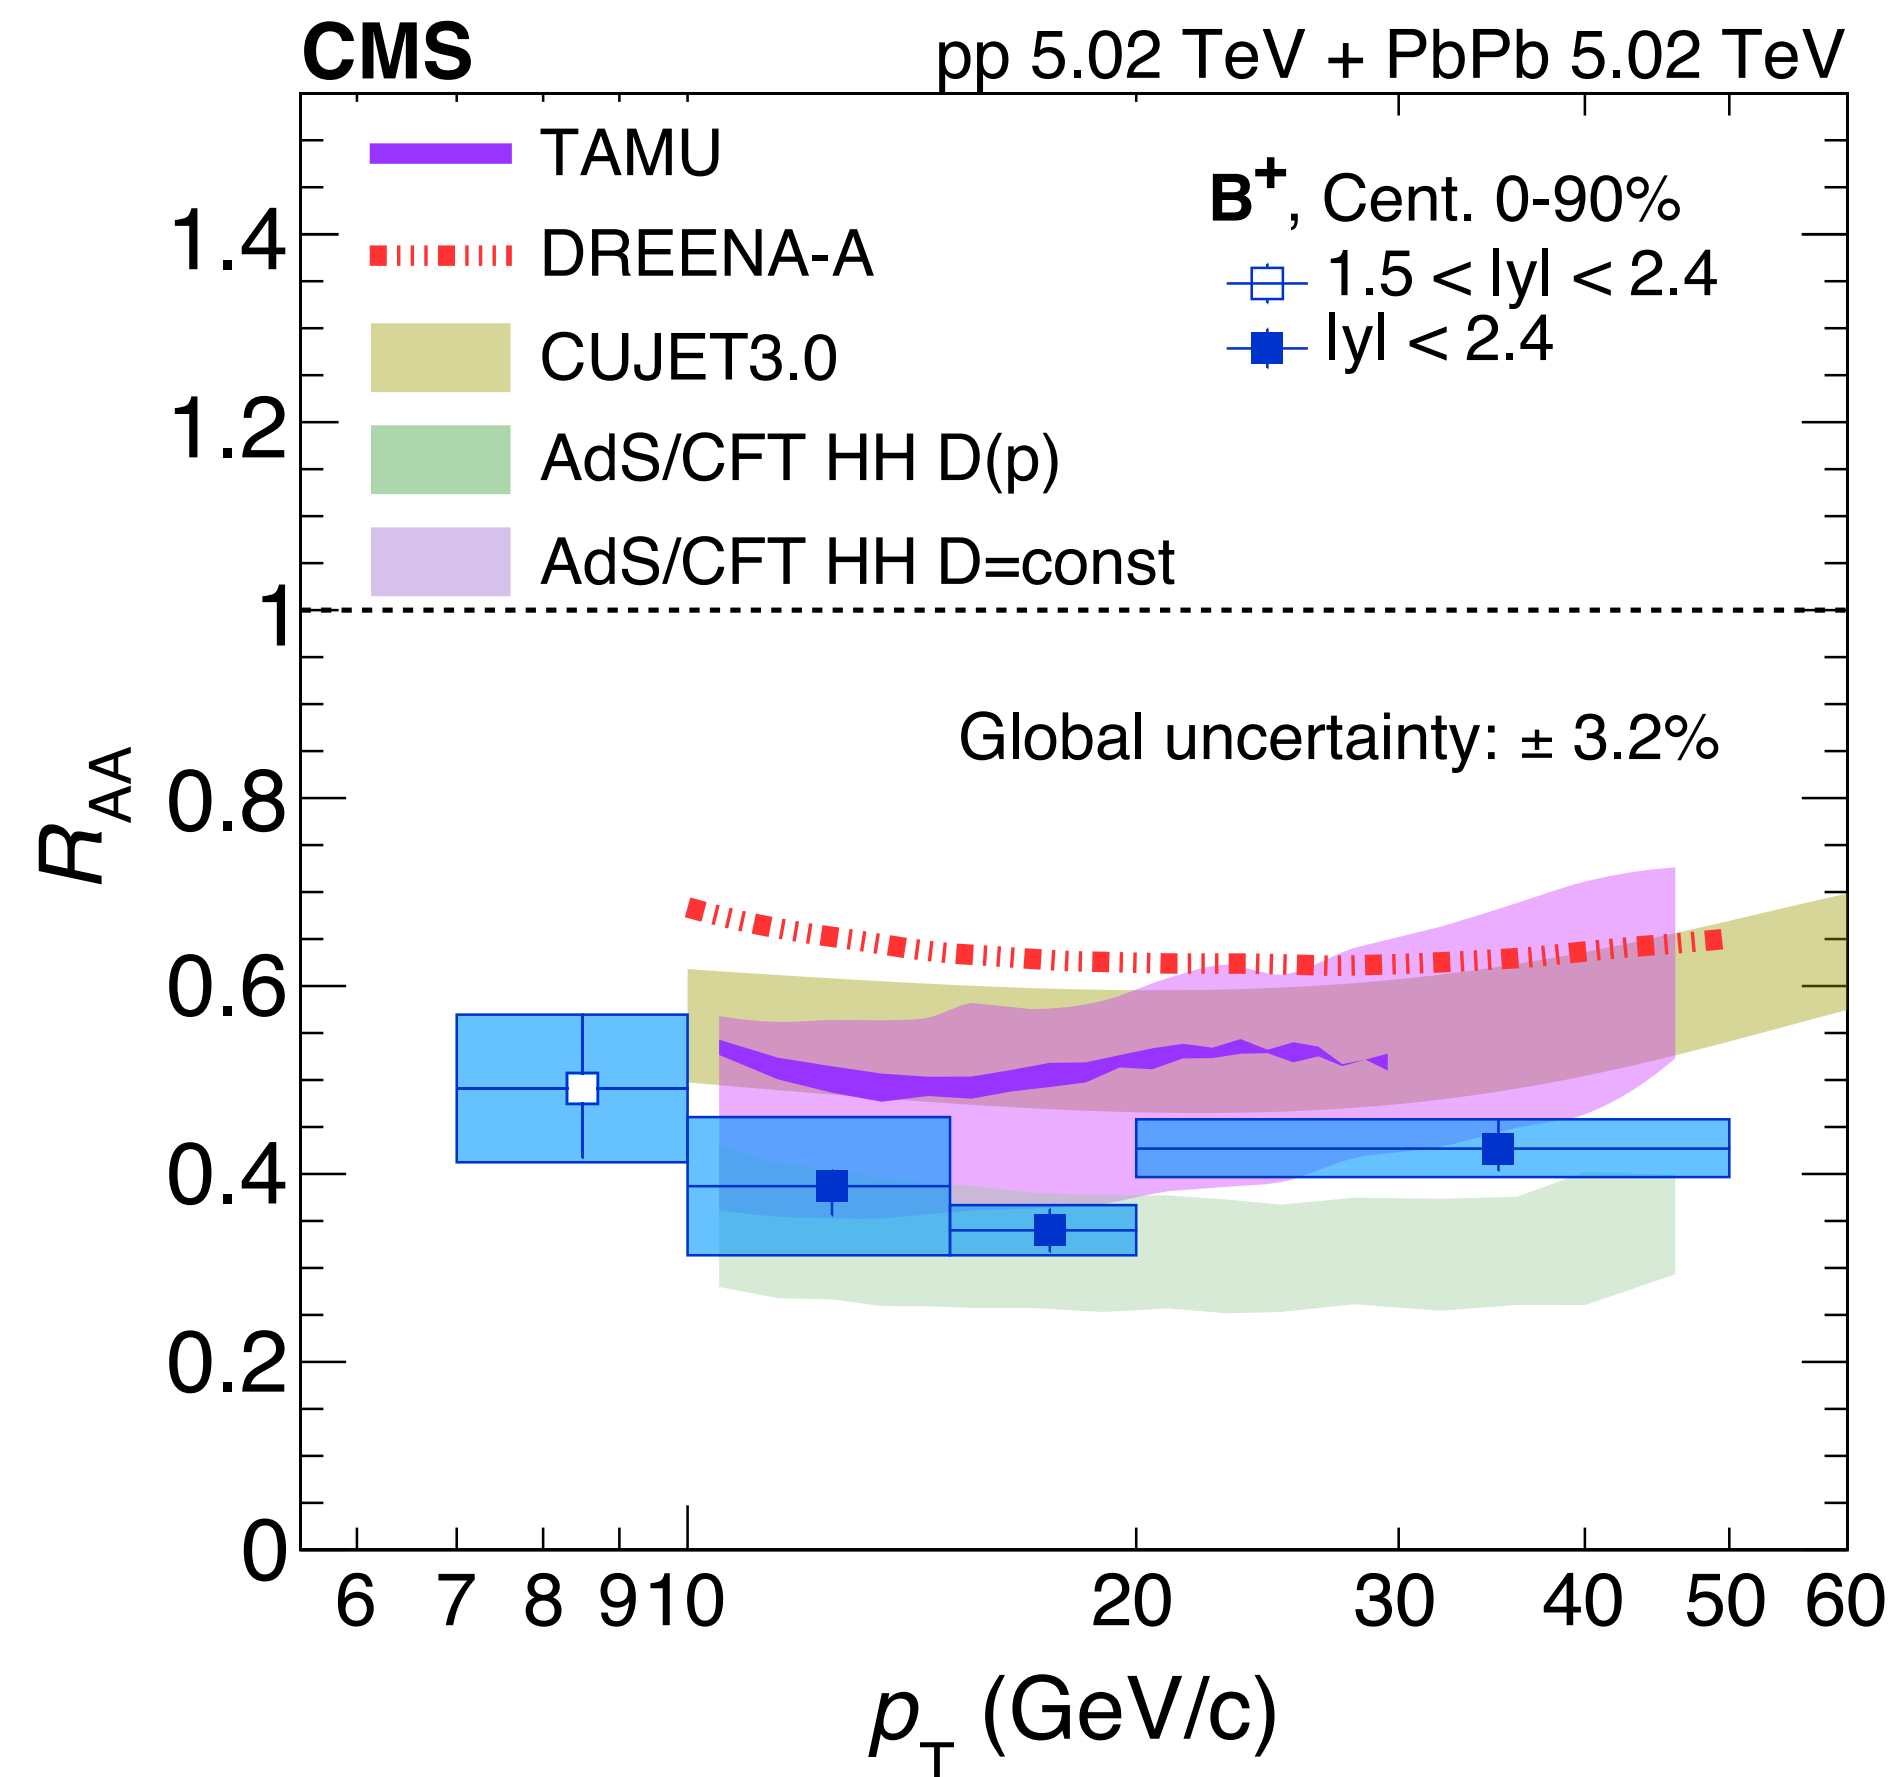 CMS
pp 5.02 TeV + PbPb 5.02 TeV
TAMU
DREENA-A
CUJET3.0
AdS/CFT HH D(p)
AdS/CFT HH D=const
B⁺, Cent. 0-90%
1.5 < |y| < 2.4
|y| < 2.4
Global uncertainty: ± 3.2%
R_AA
1.4
1.2
1
0.8
0.6
0.4
0.2
0
6 7 8 9 10 20 30 40 50 60
p_T (GeV/c)